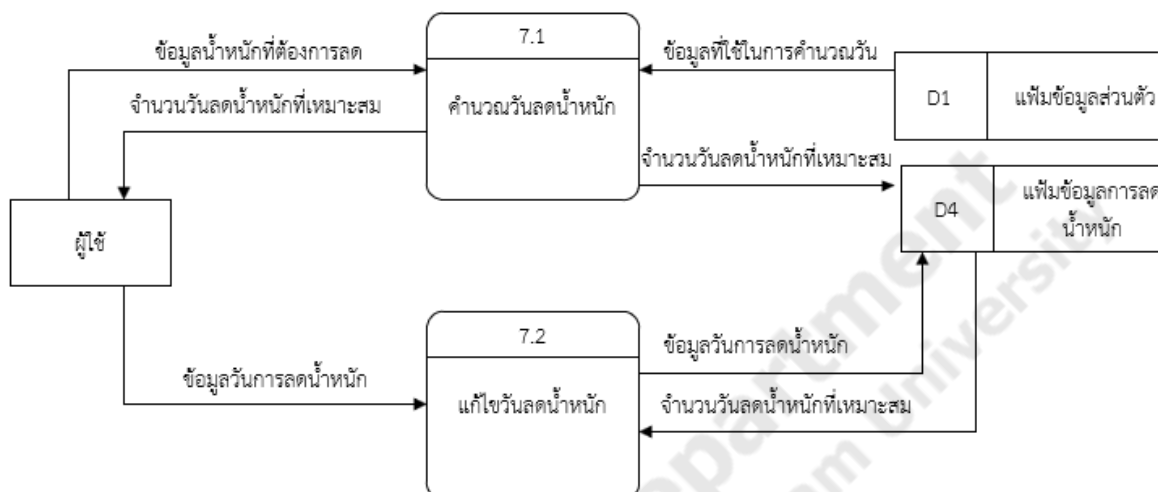 7.1
ข้อมูลน้ำหนักที่ต้องการลด
ข้อมูลที่ใช้ในการคำนวณวัน
จำนวนวันลดน้ำหนักที่เหมาะสม
คำนวณวันลดน้ำหนัก
D1
แฟ้มข้อมูลส่วนตัว
จำนวนวันลดน้ำหนักที่เหมาะสม
D4
แฟ้มข้อมูลการลด
น้ำหนัก
ผู้ใช้
7.2
ข้อมูลวันการลดน้ำหนัก
ข้อมูลวันการลดน้ำหนัก
แก้ไขวันลดน้ำหนัก
จำนวนวันลดน้ำหนักที่เหมาะสม
University